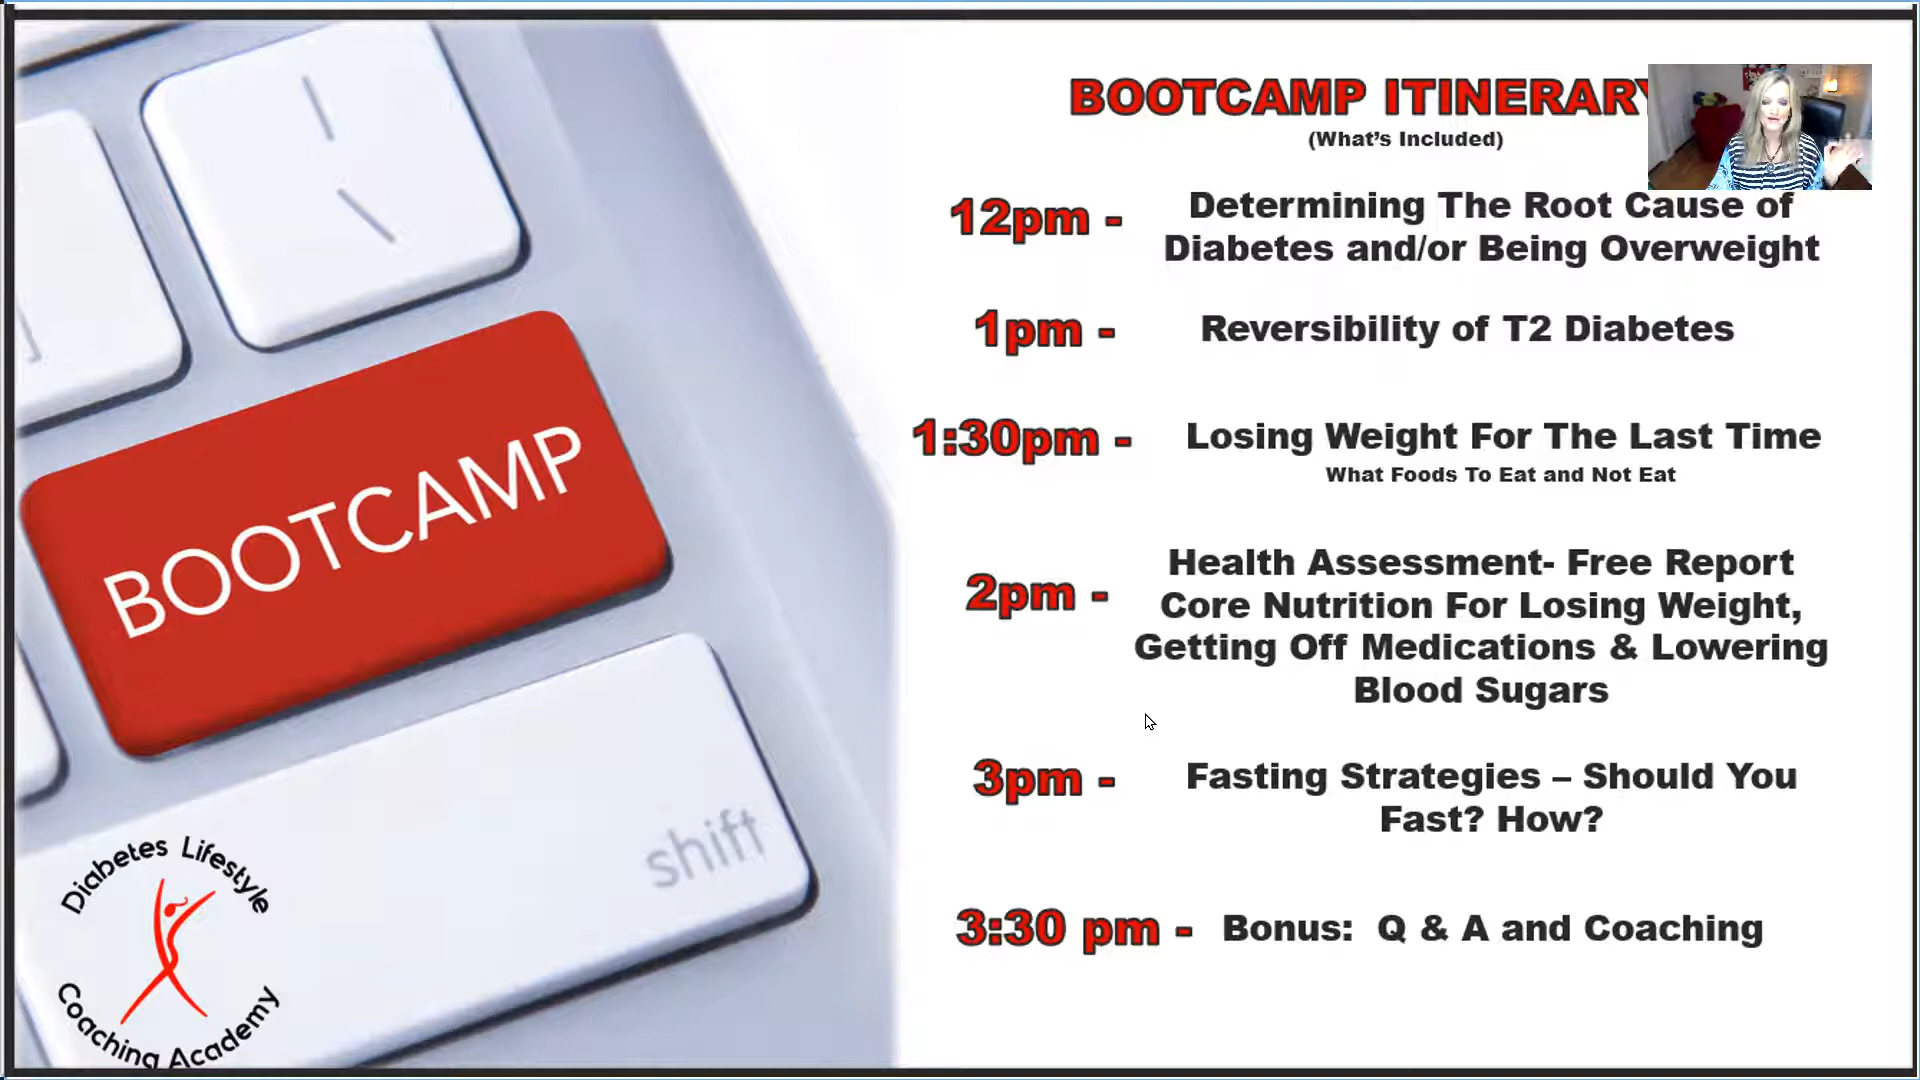 BOOTCAMP ITINERARY
(What's Included)
12pm - Determining The Root Cause of
Diabetes and/or Being Overweight
1pm - Reversibility of T2 Diabetes
1:30pm - Losing Weight For The Last Time
What Foods To Eat and Not Eat
Health Assessment- Free Report
2pm - Core Nutrition For Losing Weight,
Getting Off Medications & Lowering
Blood Sugars
3pm - Fasting Strategies – Should You
Fast? How?
3:30 pm - Bonus: Q & A and Coaching
BOOTCAMP
shift
Diabetes Lifestyle
Coaching Academy